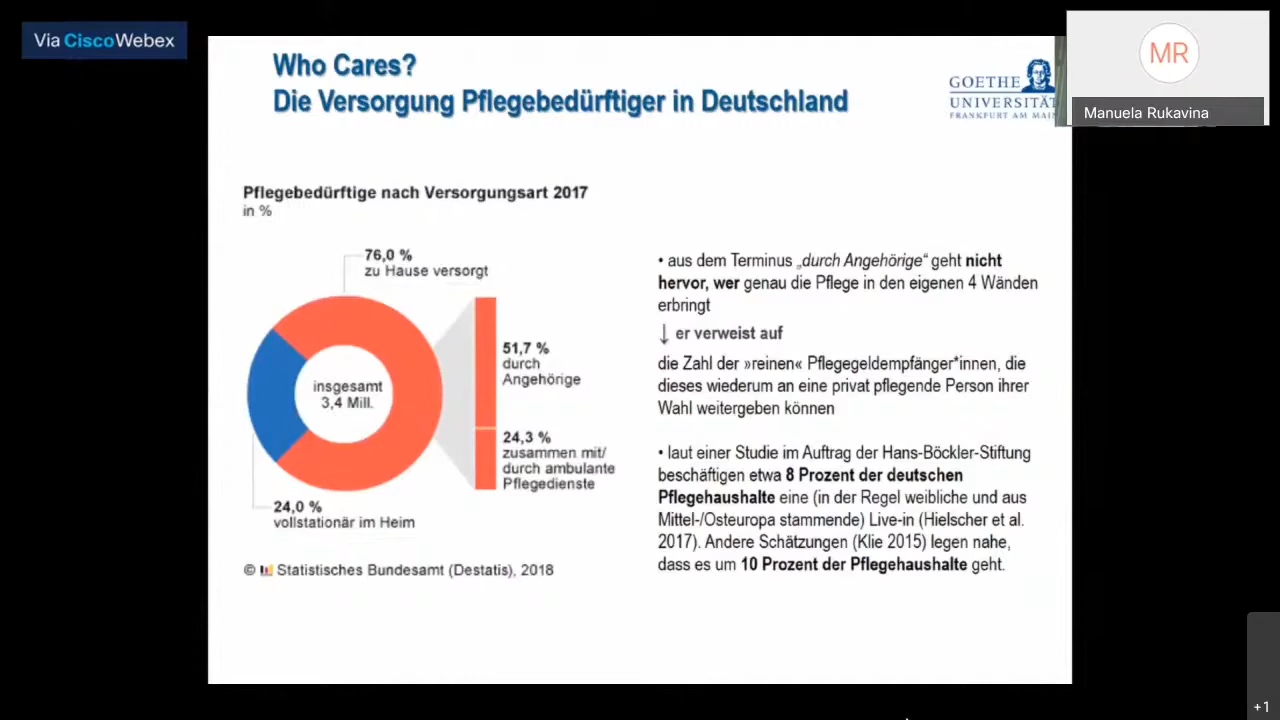 Via Cisco Webex
Who Cares?
Die Versorgung Pflegebedürftiger in Deutschland
GOETHE
UNIVERSITÄT
FRANKFURT AM MAIN
MR
Manuela Rukavina
Pflegebedürftige nach Versorgungsart 2017
in %
76,0 %
zu Hause versorgt
insgesamt
3,4 Mill.
51,7 %
durch
Angehörige
24,3 %
zusammen mit/
durch ambulante
Pflegedienste
24,0 %
vollstationär im Heim
© Statistisches Bundesamt (Destatis), 2018
• aus dem Terminus „durch Angehörige“ geht nicht
hervor, wer genau die Pflege in den eigenen 4 Wänden
erbringt
↓ er verweist auf
die Zahl der »reinen« Pflegegeldempfänger*innen, die
dieses wiederum an eine privat pflegende Person ihrer
Wahl weitergeben können
• laut einer Studie im Auftrag der Hans-Böckler-Stiftung
beschäftigen etwa 8 Prozent der deutschen
Pflegehaushalte eine (in der Regel weibliche und aus
Mittel-/Osteuropa stammende) Live-in (Hielscher et al.
2017). Andere Schätzungen (Klie 2015) legen nahe,
dass es um 10 Prozent der Pflegehaushalte geht.
+1